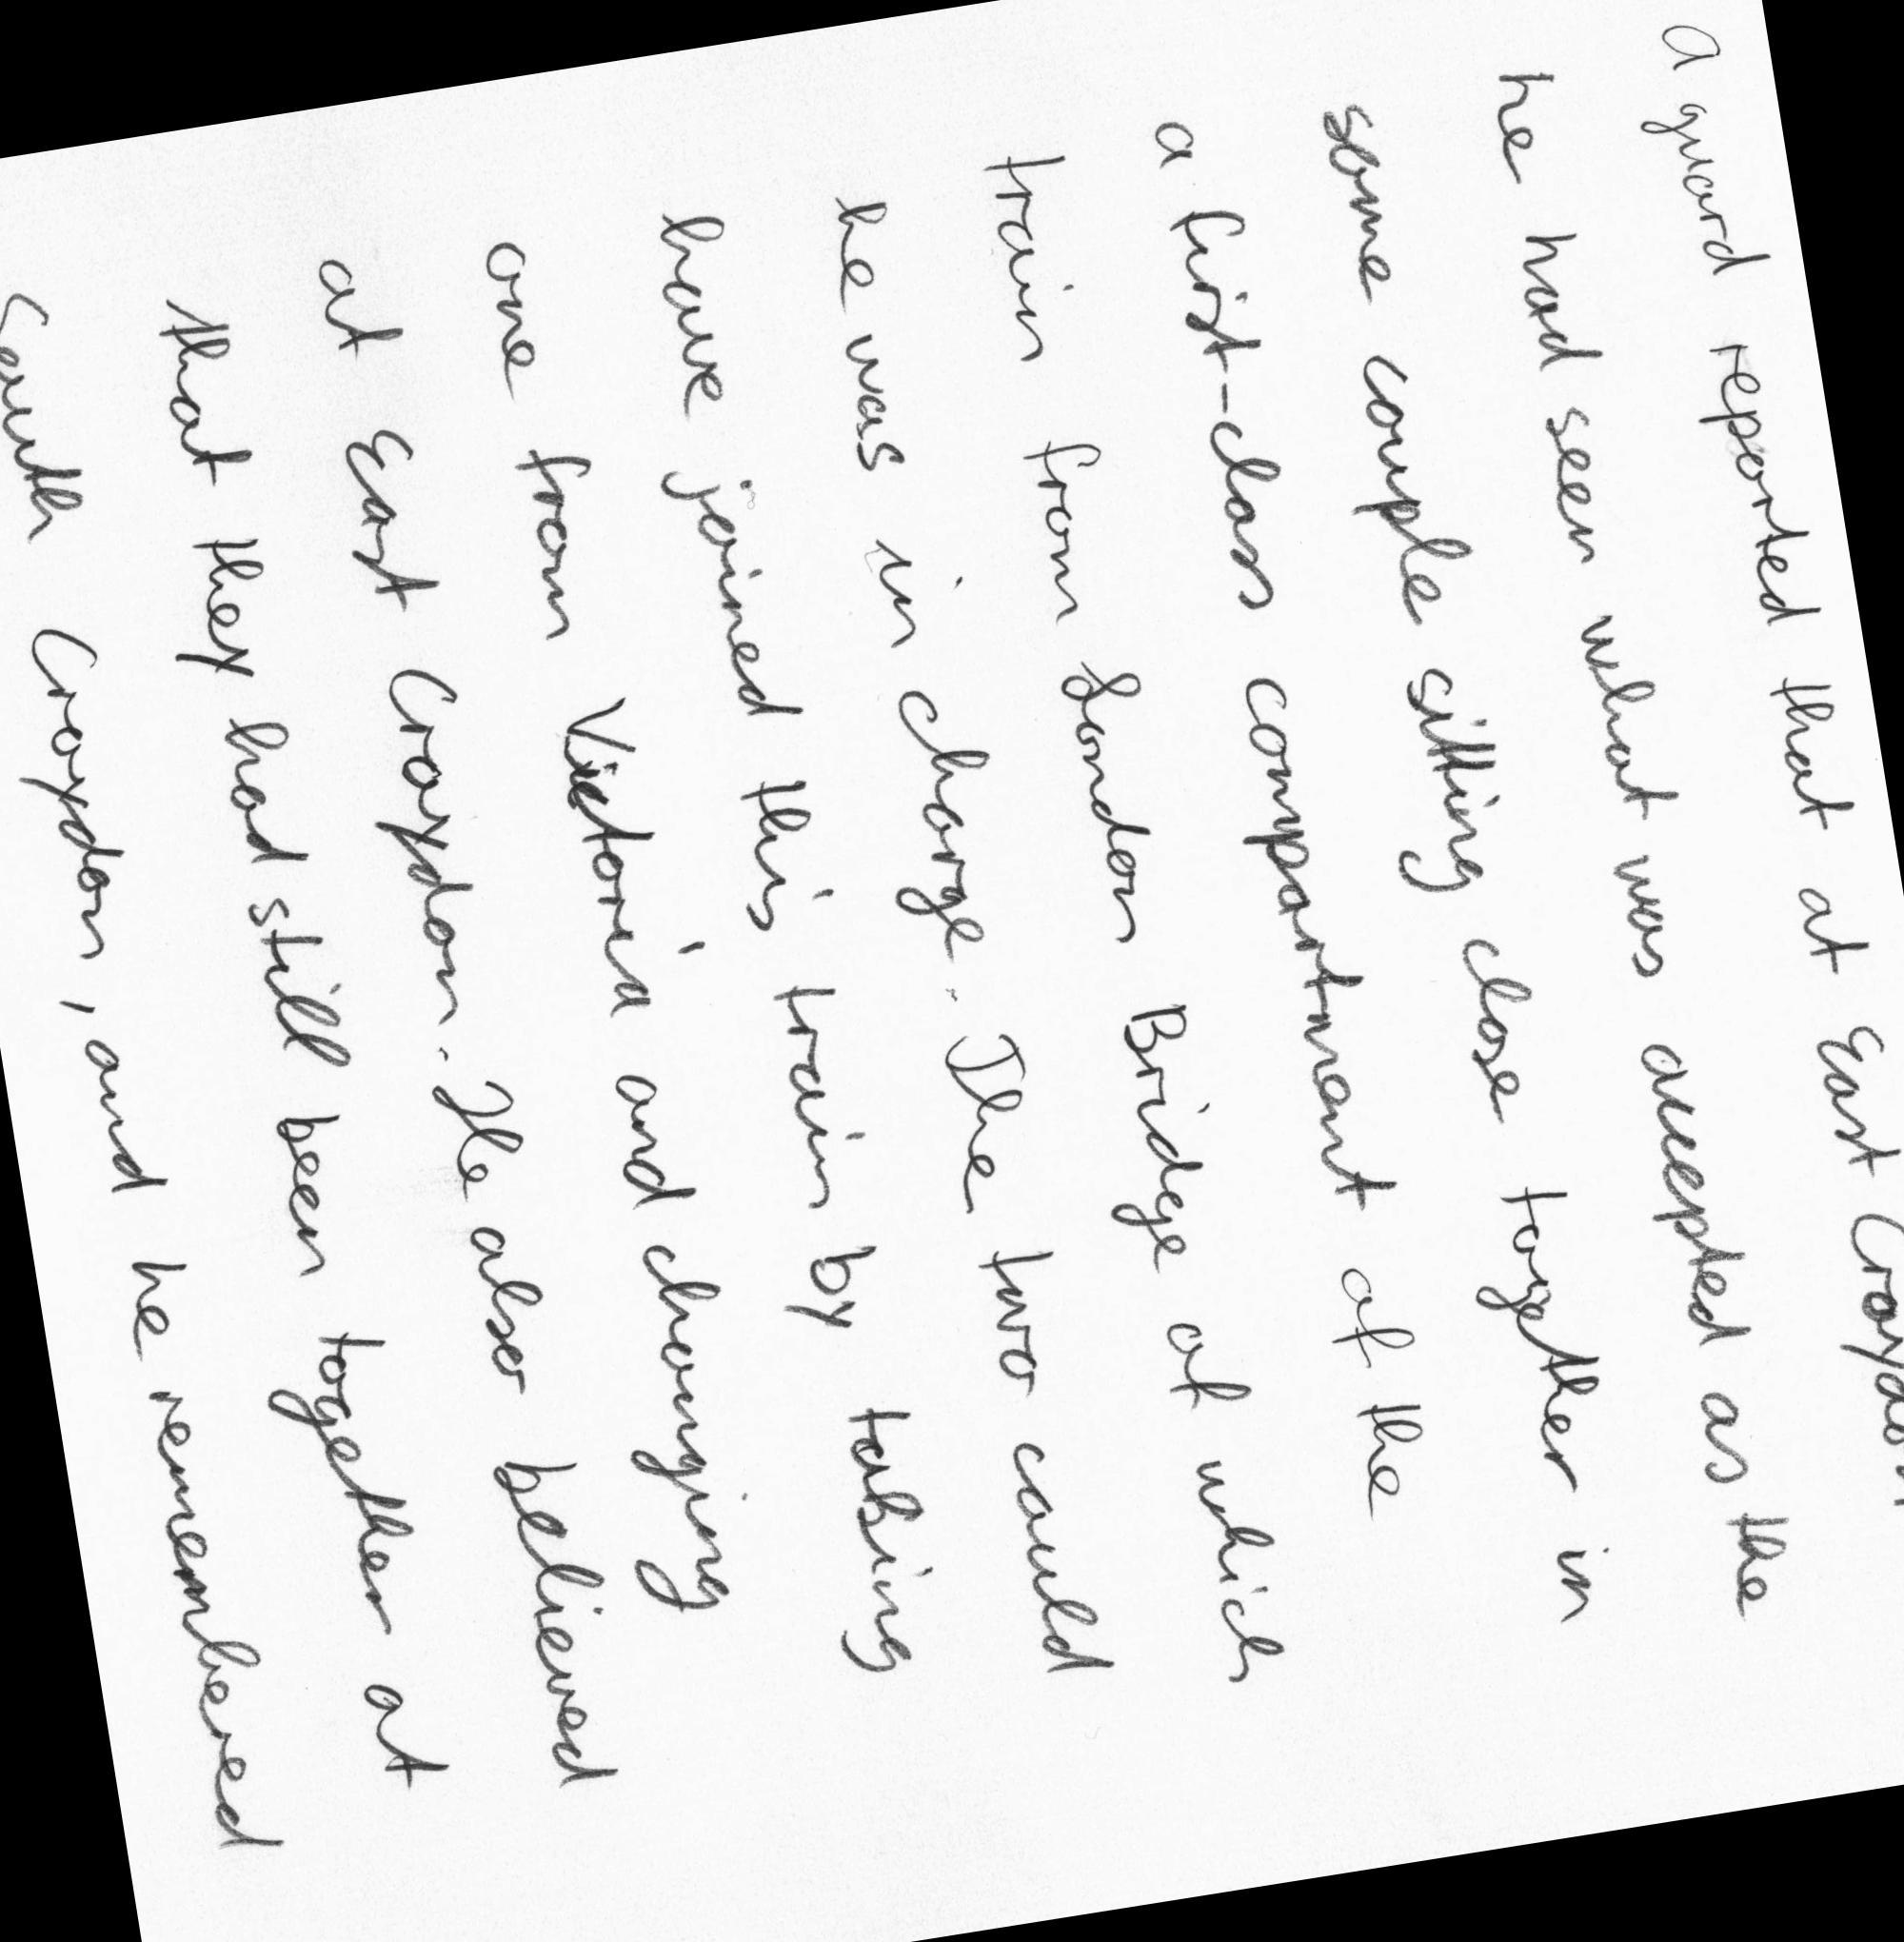 a guard reported that at East Croydon
he had seen what was accepted as the
some couple sitting close together in
a first-class compartment of the
train from London Bridge of which
he was in charge. The two could
have joined this train by taking
one from Victoria and changing
at East Croydon. He also believed
that they had still been together at
South Croydon, and he remembered